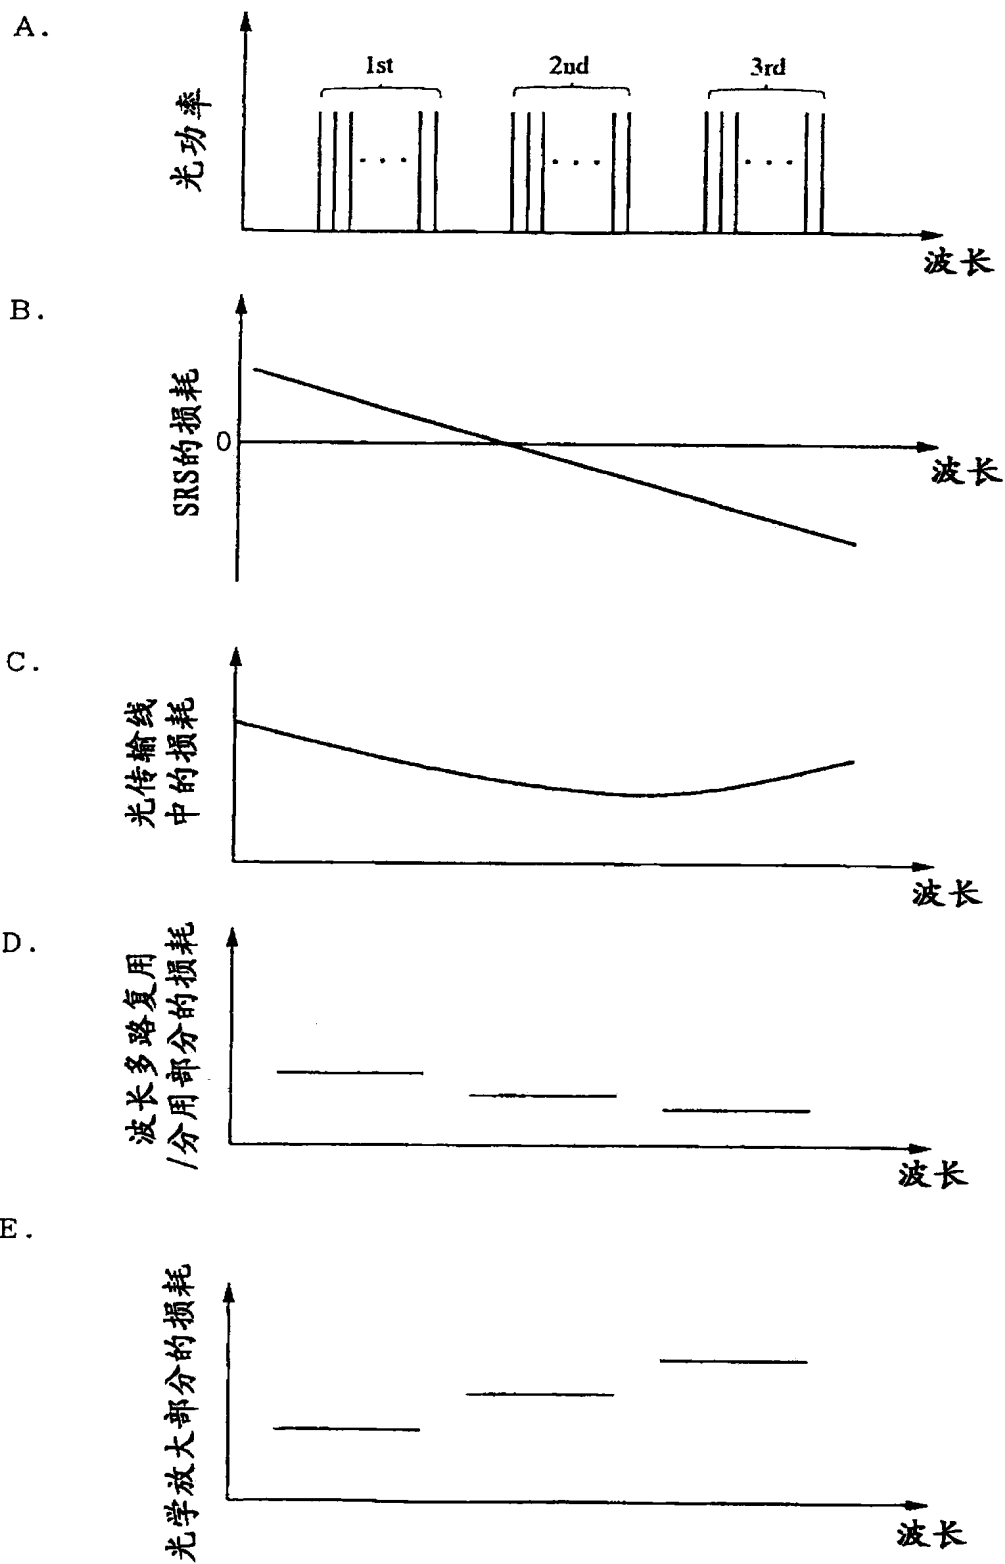 A.
光功率
1st
2ud
3rd
. . .
. . .
. . .
波长
B.
SRS的损耗
0
波长
C.
光传输线
中的损耗
波长
D.
波长多路复用
/分用部分的损耗
波长
E.
光学放大部分的损耗
波长